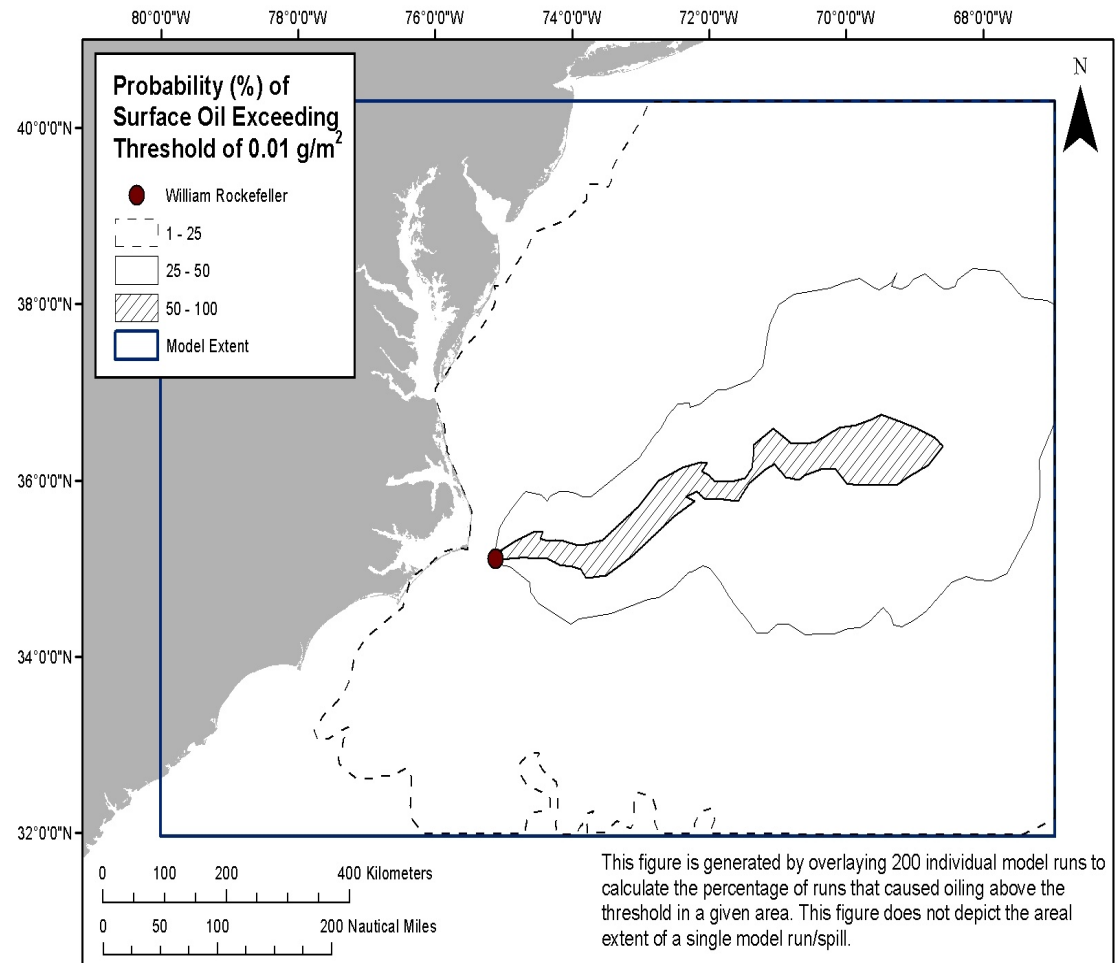 80°0'0"W 78°0'0"W 76°0'0"W 74°0'0"W 72°0'0"W 70°0'0"W 68°0'0"W
Probability (%) of
Surface Oil Exceeding
Threshold of 0.01 g/m²
William Rockefeller
1 - 25
25 - 50
50 - 100
Model Extent
N
40°0'0"N
38°0'0"N
36°0'0"N
34°0'0"N
32°0'0"N
0 100 200 400 Kilometers
0 50 100 200 Nautical Miles
This figure is generated by overlaying 200 individual model runs to
calculate the percentage of runs that caused oiling above the
threshold in a given area. This figure does not depict the areal
extent of a single model run/spill.